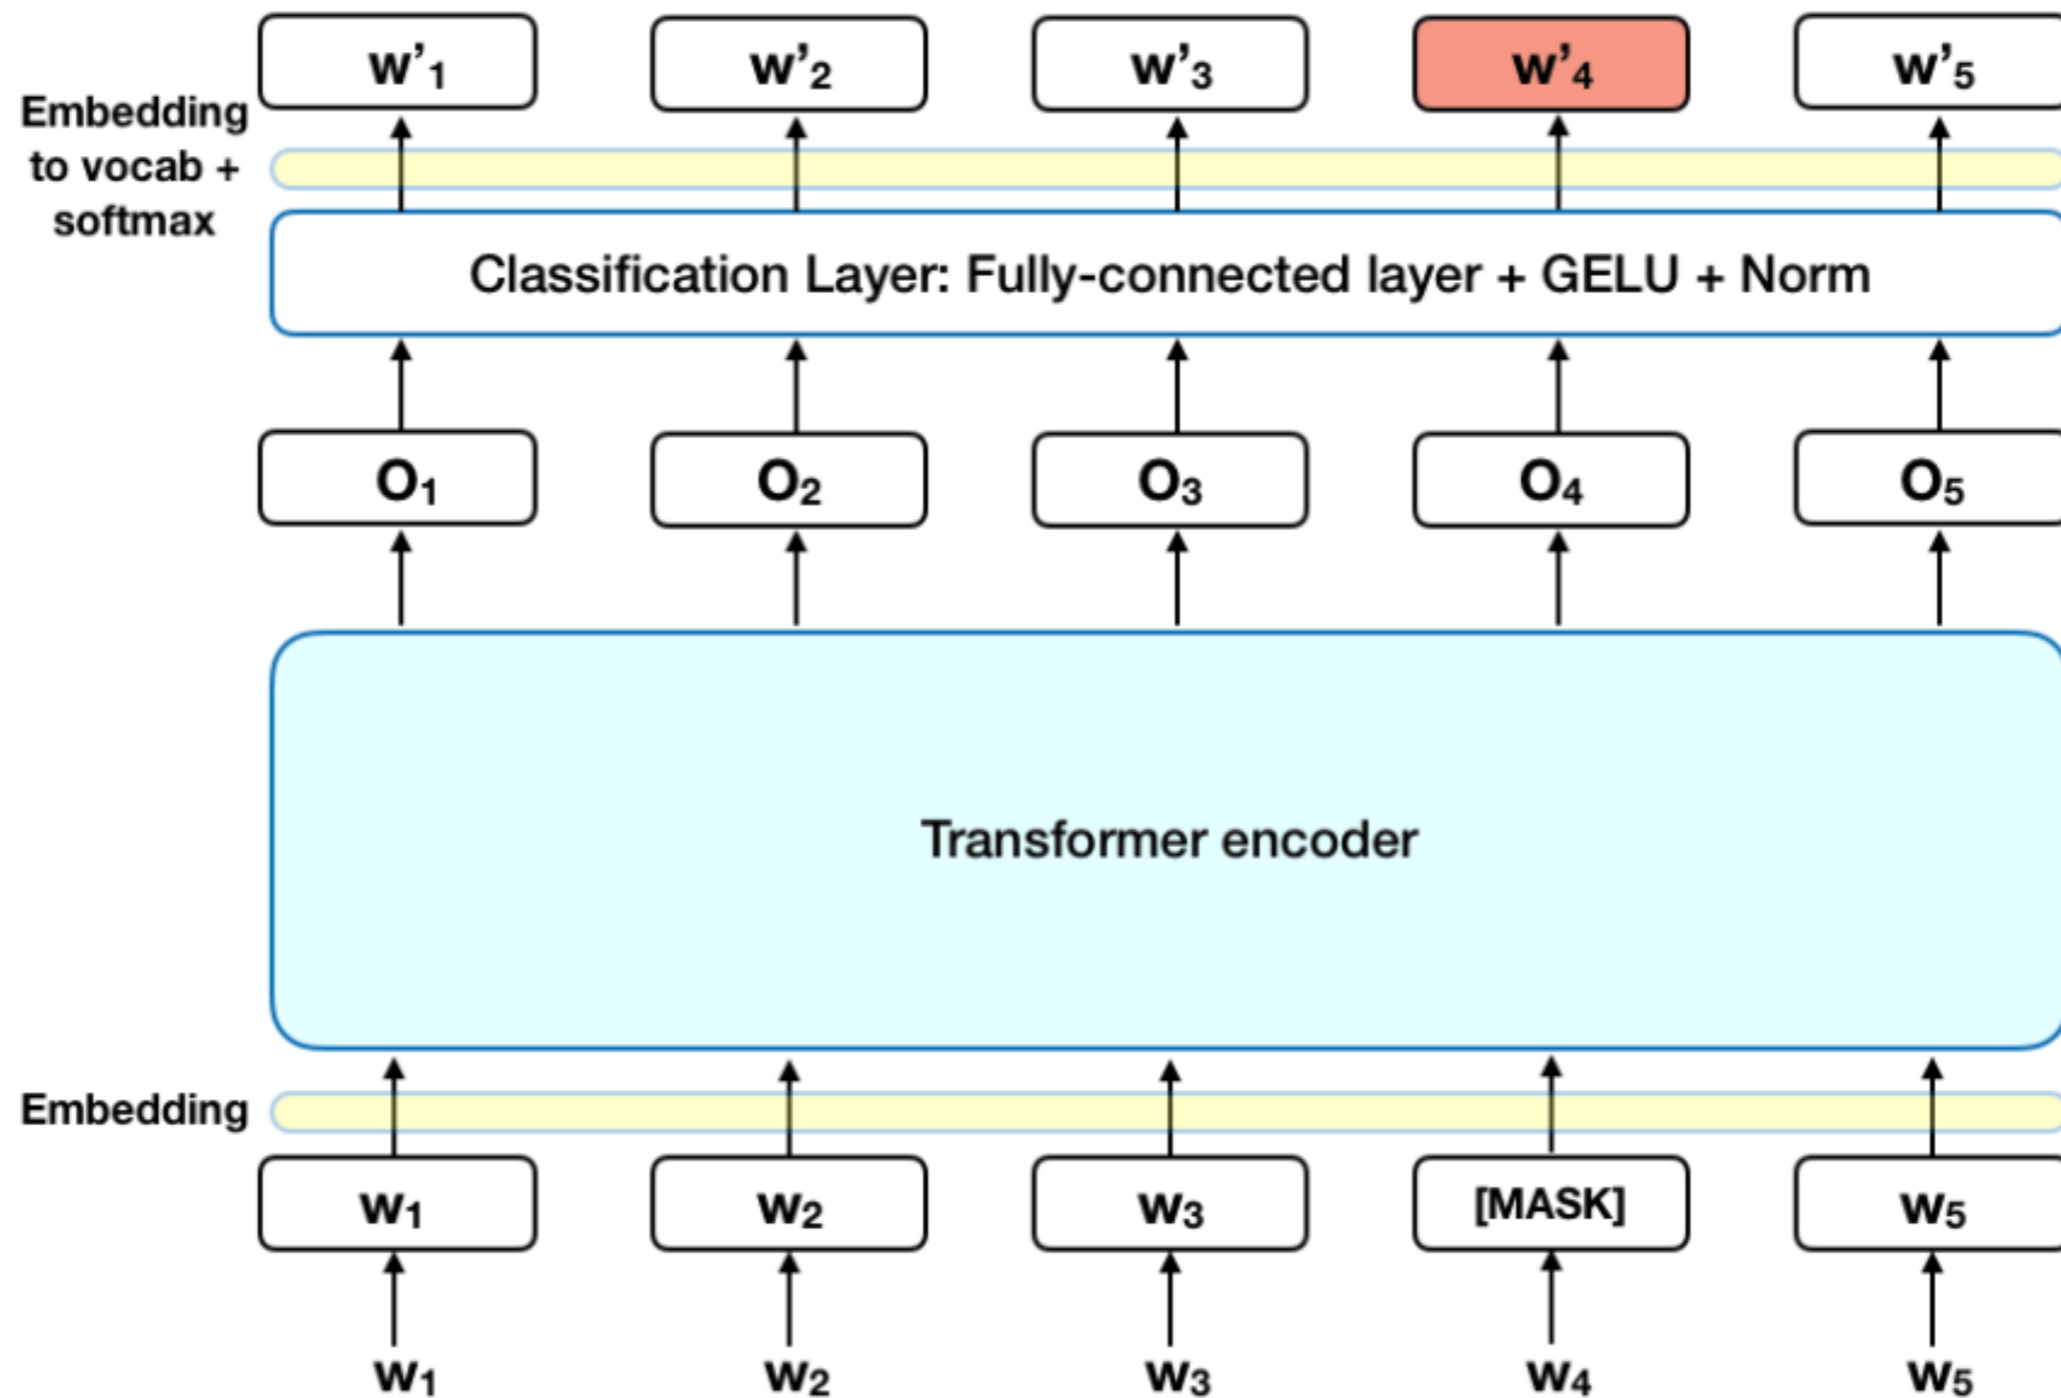 w’1 w’2 w’3 w’4 w’5
Embedding
to vocab +
softmax
Classification Layer: Fully-connected layer + GELU + Norm
O1 O2 O3 O4 O5
Transformer encoder
Embedding
w1 w2 w3 [MASK] w5
w1 w2 w3 w4 w5